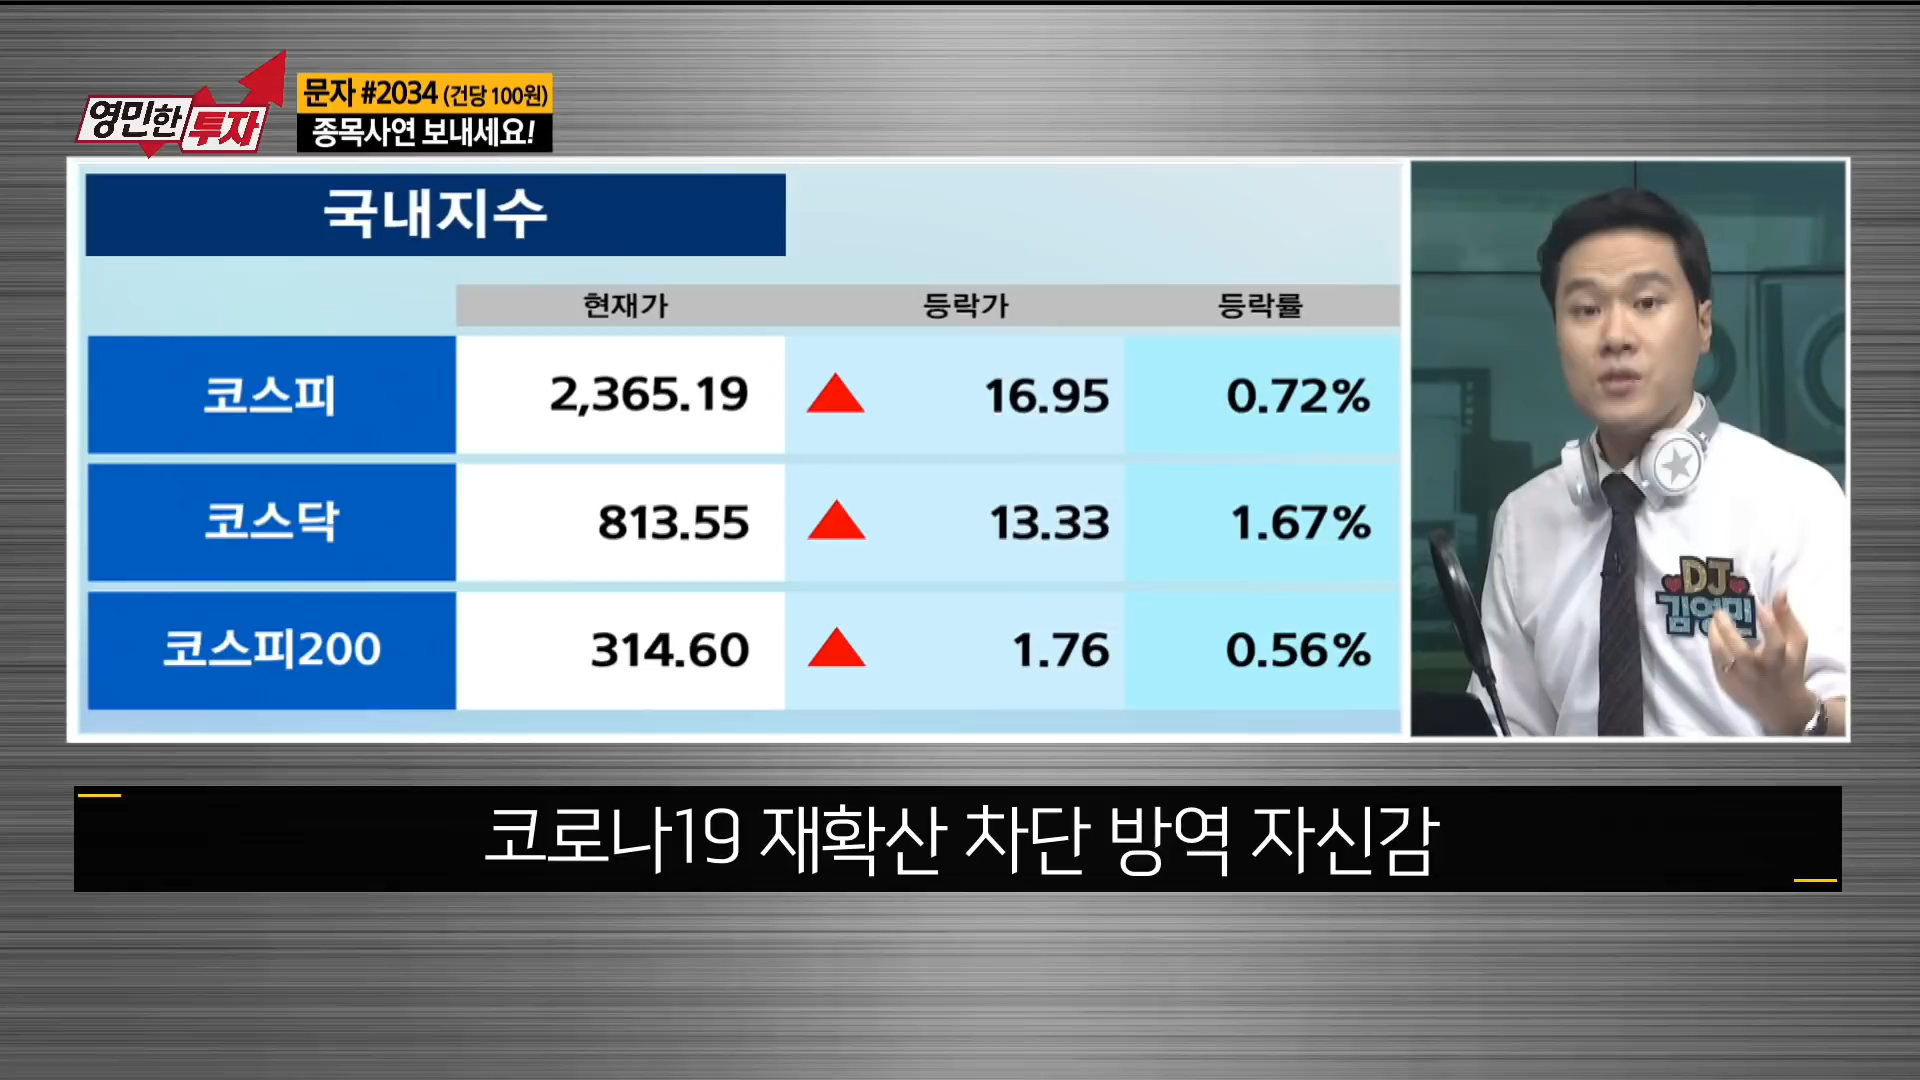 영민한 투자
문자 #2034 (건당 100원)
종목사연 보내세요!
국내지수
현재가 등락가 등락률
코스피 2,365.19 ▲ 16.95 0.72%
코스닥 813.55 ▲ 13.33 1.67%
코스피200 314.60 ▲ 1.76 0.56%
DJ
김영민
코로나19 재확산 차단 방역 자신감